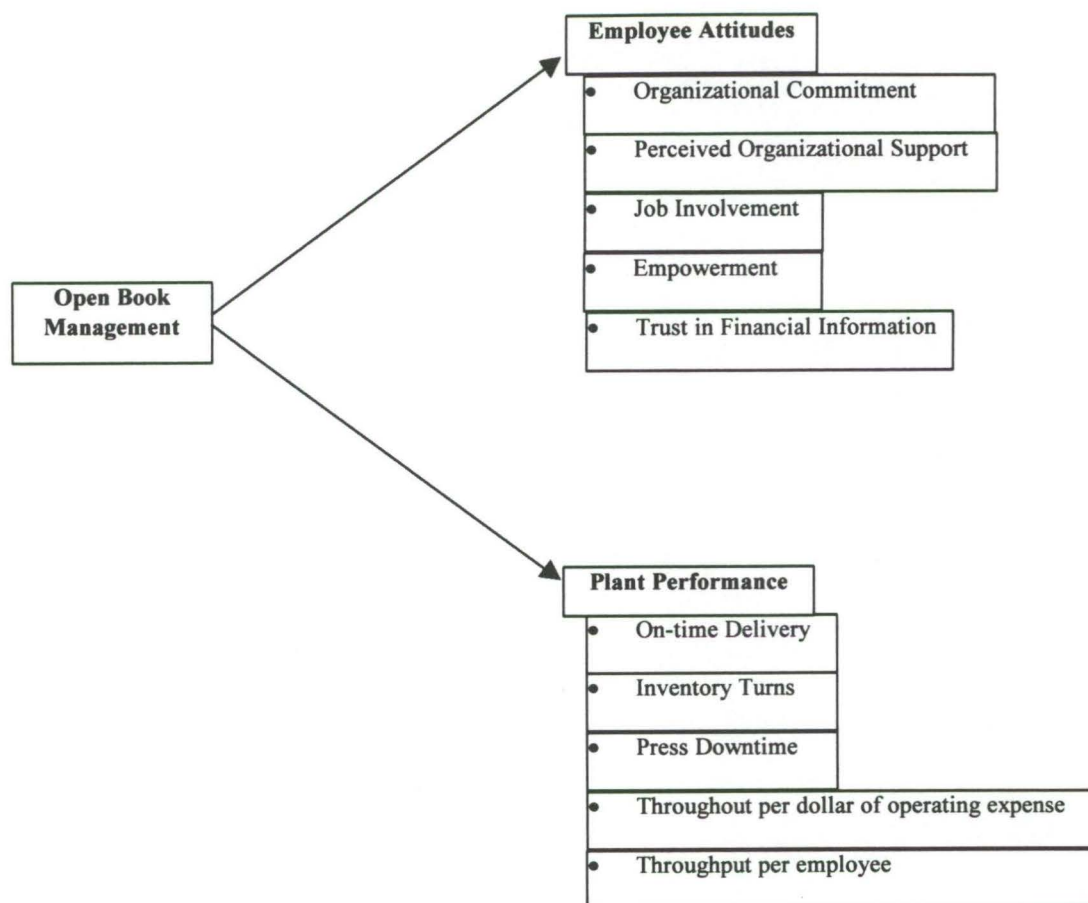 Employee Attitudes
• Organizational Commitment
• Perceived Organizational Support
• Job Involvement
• Empowerment
• Trust in Financial Information
Open Book
Management
Plant Performance
• On-time Delivery
• Inventory Turns
• Press Downtime
• Throughout per dollar of operating expense
• Throughput per employee